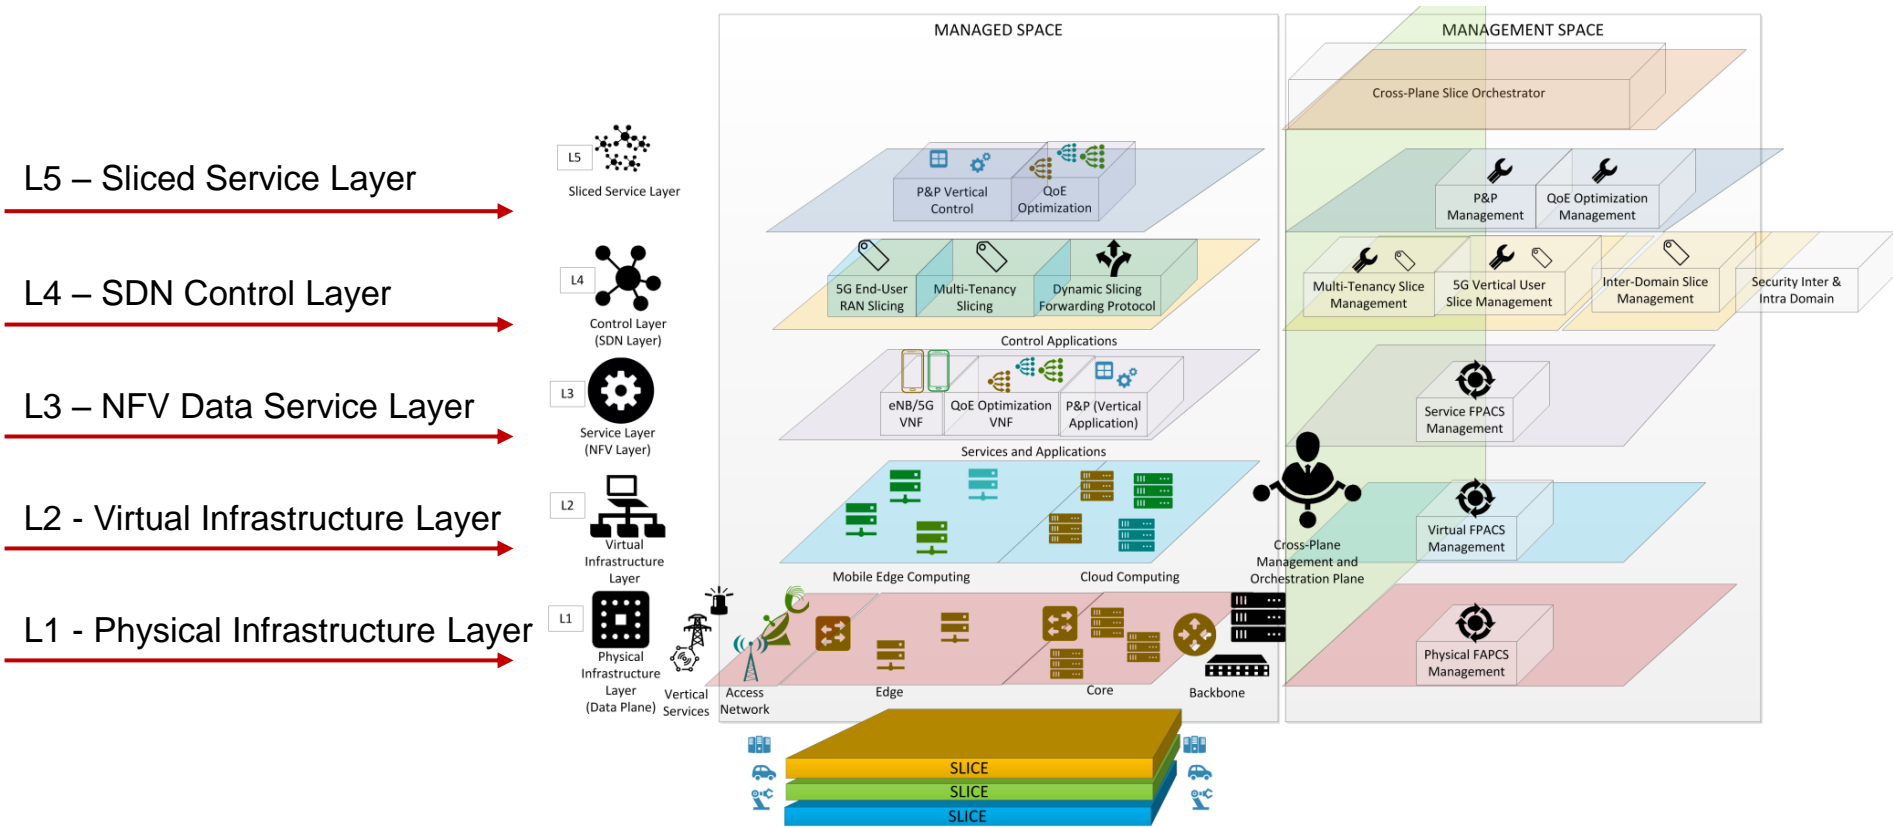 MANAGED SPACE
MANAGEMENT SPACE
Cross-Plane Slice Orchestrator
L5 – Sliced Service Layer
L5
Sliced Service Layer
P&P Vertical
Control
QoE
Optimization
P&P
Management
QoE Optimization
Management
L4 – SDN Control Layer
L4
Control Layer
(SDN Layer)
5G End-User
RAN Slicing
Multi-Tenancy
Slicing
Dynamic Slicing
Forwarding Protocol
Control Applications
Multi-Tenancy Slice
Management
5G Vertical User
Slice Management
Inter-Domain Slice
Management
Security Inter &
Intra Domain
L3 – NFV Data Service Layer
L3
Service Layer
(NFV Layer)
eNB/5G
VNF
QoE Optimization
VNF
P&P (Vertical
Application)
Services and Applications
Service FPACS
Management
L2 - Virtual Infrastructure Layer
L2
Virtual
Infrastructure
Layer
Mobile Edge Computing
Cloud Computing
Cross-Plane
Management and
Orchestration Plane
Virtual FPACS
Management
L1 - Physical Infrastructure Layer
L1
Physical
Infrastructure
Layer
(Data Plane)
Vertical
Services
Access
Network
Edge
Core
Backbone
Physical FAPCS
Management
SLICE
SLICE
SLICE